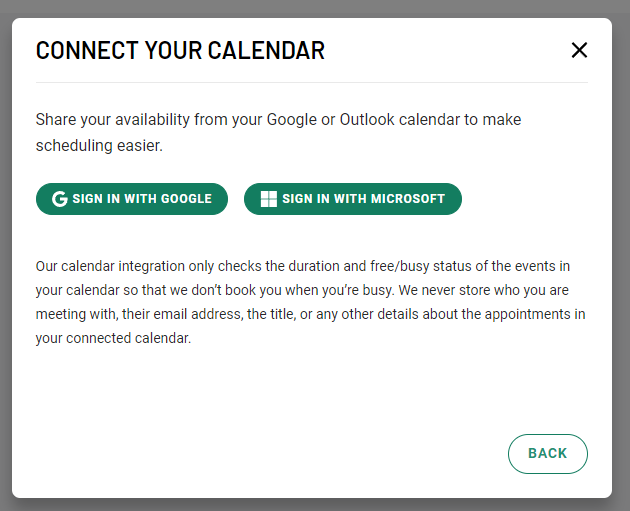 CONNECT YOUR CALENDAR
Share your availability from your Google or Outlook calendar to make
scheduling easier.
SIGN IN WITH GOOGLE
SIGN IN WITH MICROSOFT
Our calendar integration only checks the duration and free/busy status of the events in
your calendar so that we don’t book you when you’re busy. We never store who you are
meeting with, their email address, the title, or any other details about the appointments in
your connected calendar.
BACK